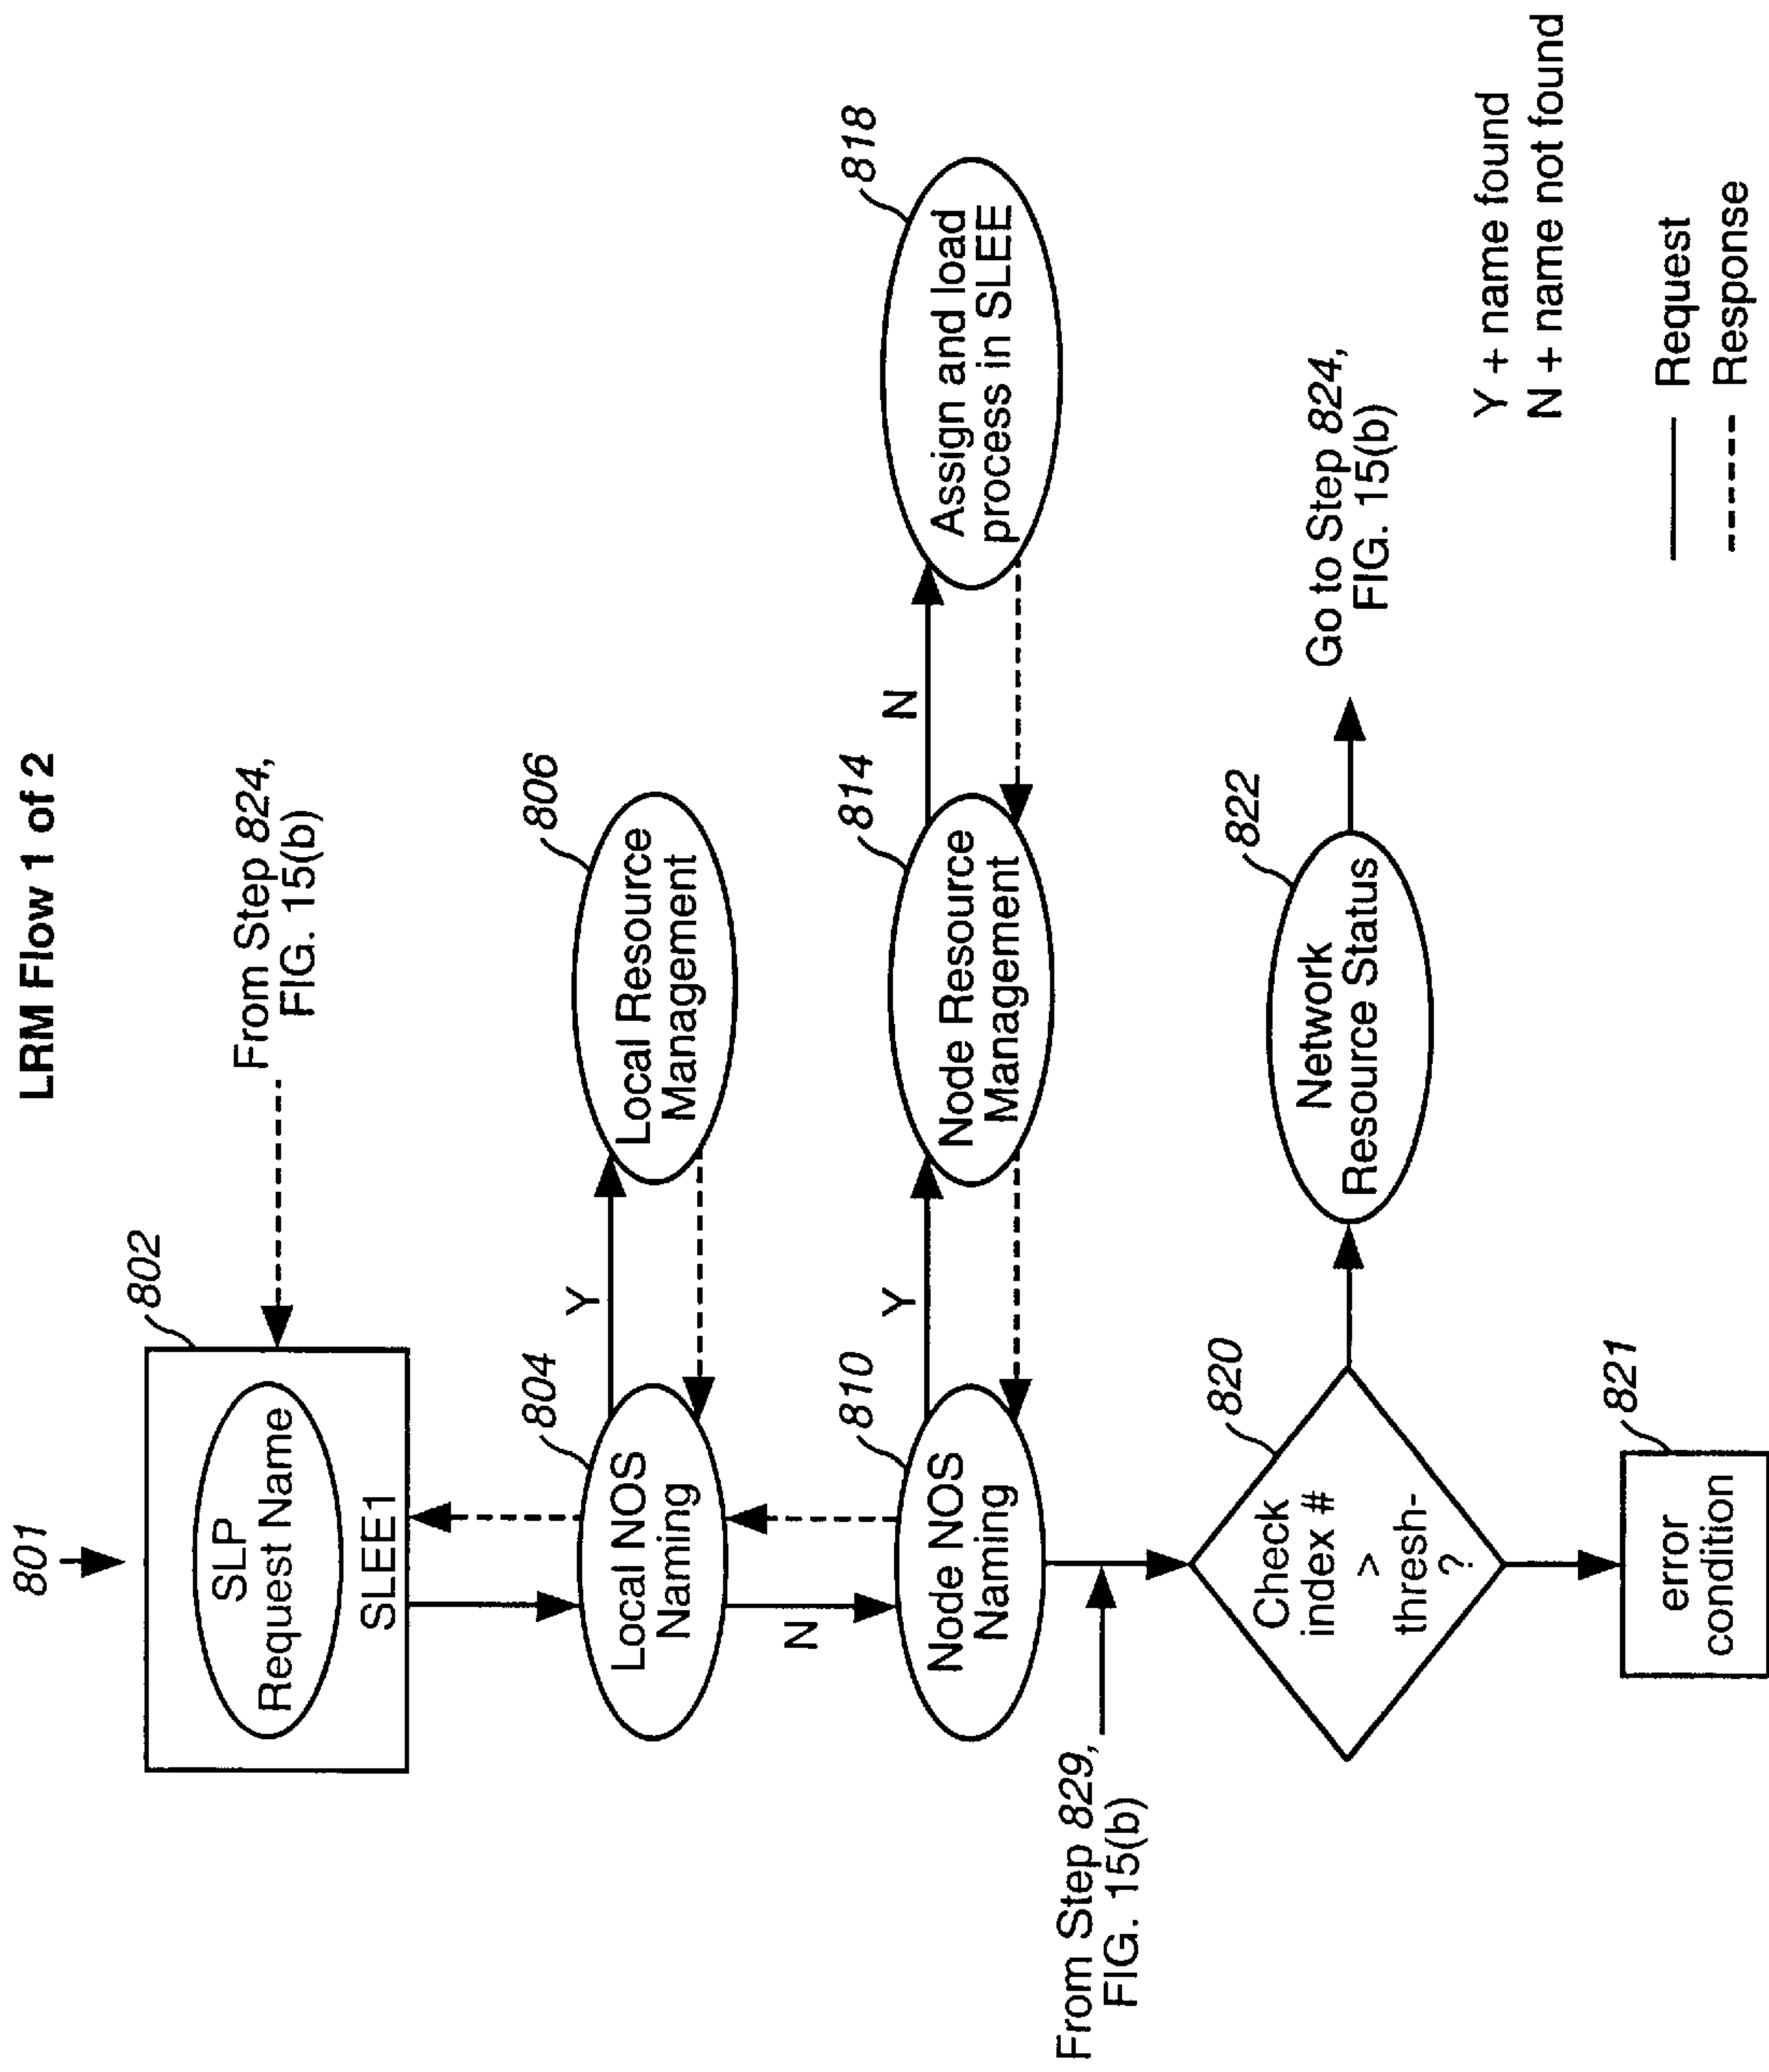 LRM Flow 1 of 2
801
From Step 824,
FIG. 15(b)
802
SLP
Request Name
SLEE1
804
Local NOS
Naming
Y
806
Local Resource
Management
N
810
Node NOS
Naming
Y
814
Node Resource
Management
N
818
Assign and load
process in SLEE
From Step 829,
FIG. 15(b)
820
Check
index #
>
thresh-
?
822
Network
Resource Status
Go to Step 824,
FIG. 15(b)
821
error
condition
Y + name found
N + name not found
Request
Response